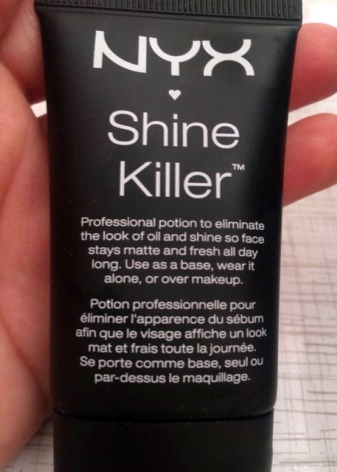 NYX
Shine
Killer™
Professional potion to eliminate
the look of oil and shine so face
stays matte and fresh all day
long. Use as a base, wear it
alone, or over makeup.
Potion professionnelle pour
éliminer l'apparence du sébum
afin que le visage affiche un look
mat et frais toute la journée.
Se porte comme base, seul ou
par-dessus le maquillage.